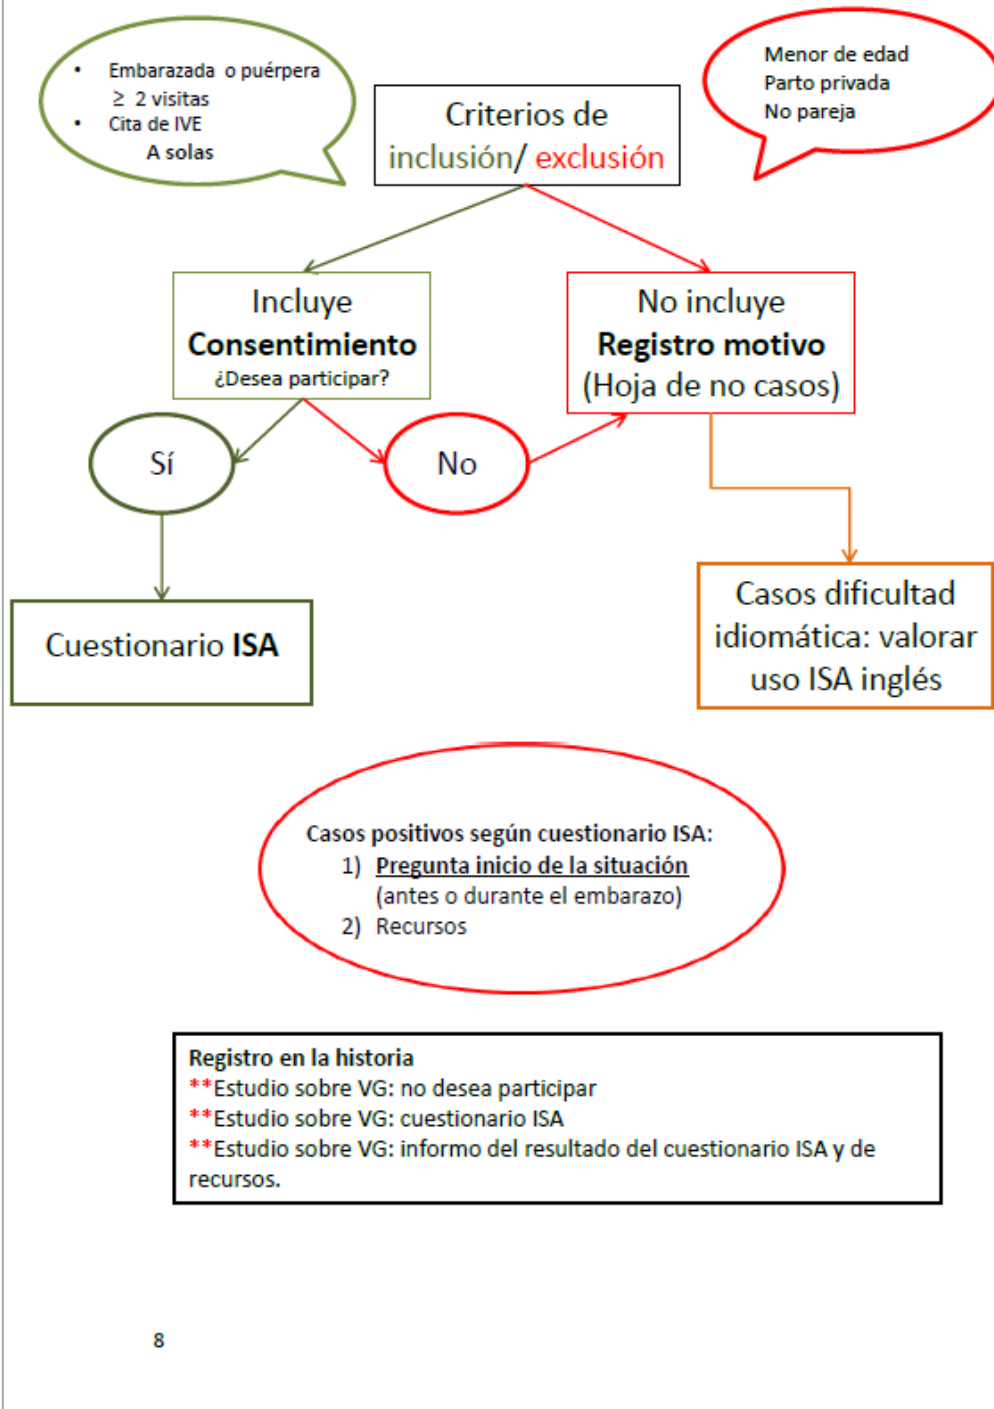 • Embarazada o puérpera
≥ 2 visitas
• Cita de IVE
A solas
Criterios de
inclusión/ exclusión
Menor de edad
Parto privada
No pareja
Incluye
Consentimiento
¿Desea participar?
No incluye
Registro motivo
(Hoja de no casos)
Sí
No
Cuestionario ISA
Casos dificultad
idiomática: valorar
uso ISA inglés
Casos positivos según cuestionario ISA:
1) Pregunta inicio de la situación
(antes o durante el embarazo)
2) Recursos
Registro en la historia
**Estudio sobre VG: no desea participar
**Estudio sobre VG: cuestionario ISA
**Estudio sobre VG: informo del resultado del cuestionario ISA y de
recursos.
8